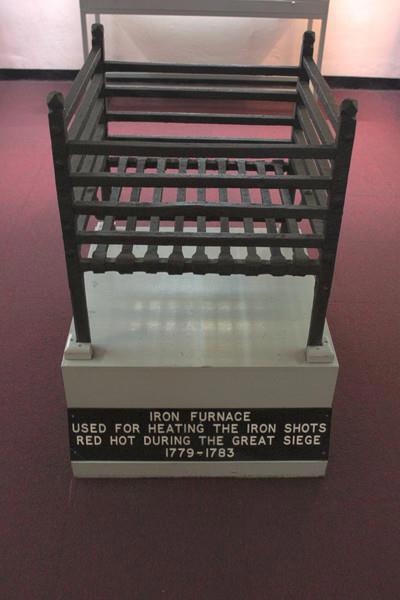 IRON FURNACE
USED FOR HEATING THE IRON SHOTS
RED HOT DURING THE GREAT SIEGE
1779-1783